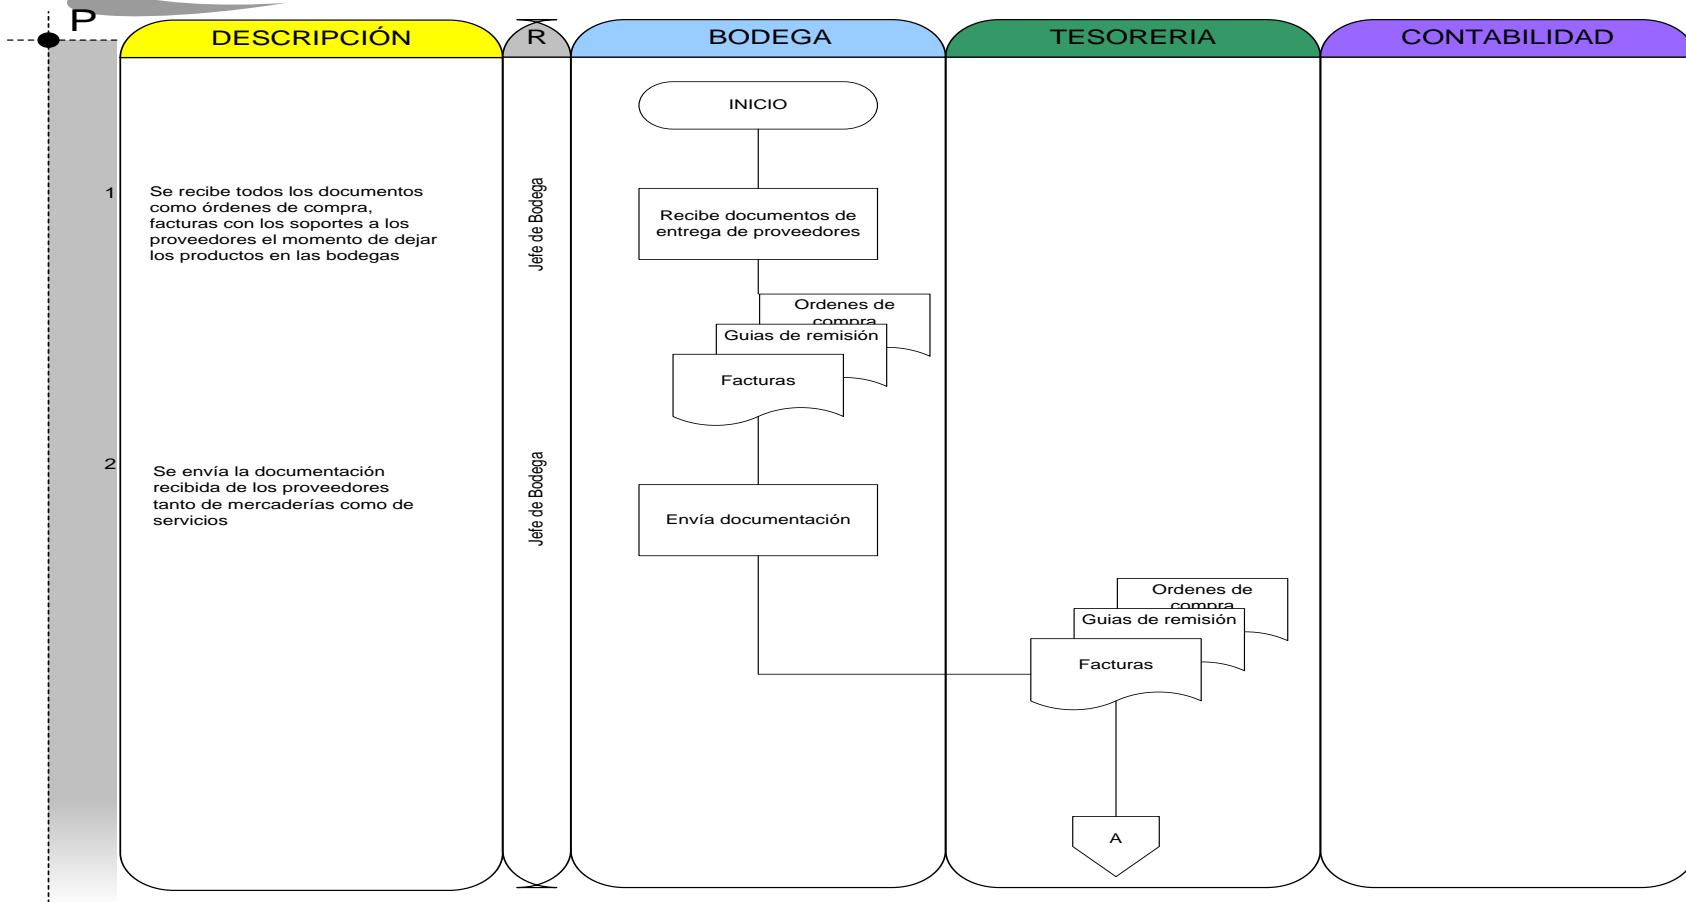 P
DESCRIPCIÓN
R
BODEGA
TESORERIA
CONTABILIDAD
INICIO
1
Se recibe todos los documentos
como órdenes de compra,
facturas con los soportes a los
proveedores el momento de dejar
los productos en las bodegas
Jefe de Bodega
Recibe documentos de
entrega de proveedores
Ordenes de
compra
Guias de remisión
Facturas
2
Se envía la documentación
recibida de los proveedores
tanto de mercaderías como de
servicios
Jefe de Bodega
Envía documentación
Ordenes de
compra
Guias de remisión
Facturas
A